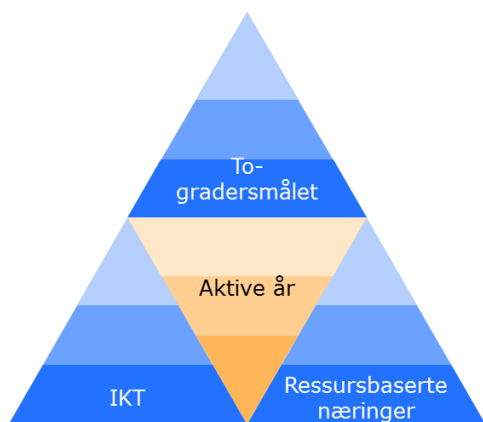 To-
gradersmålet
Aktive år
IKT
Ressursbaserte
næringer